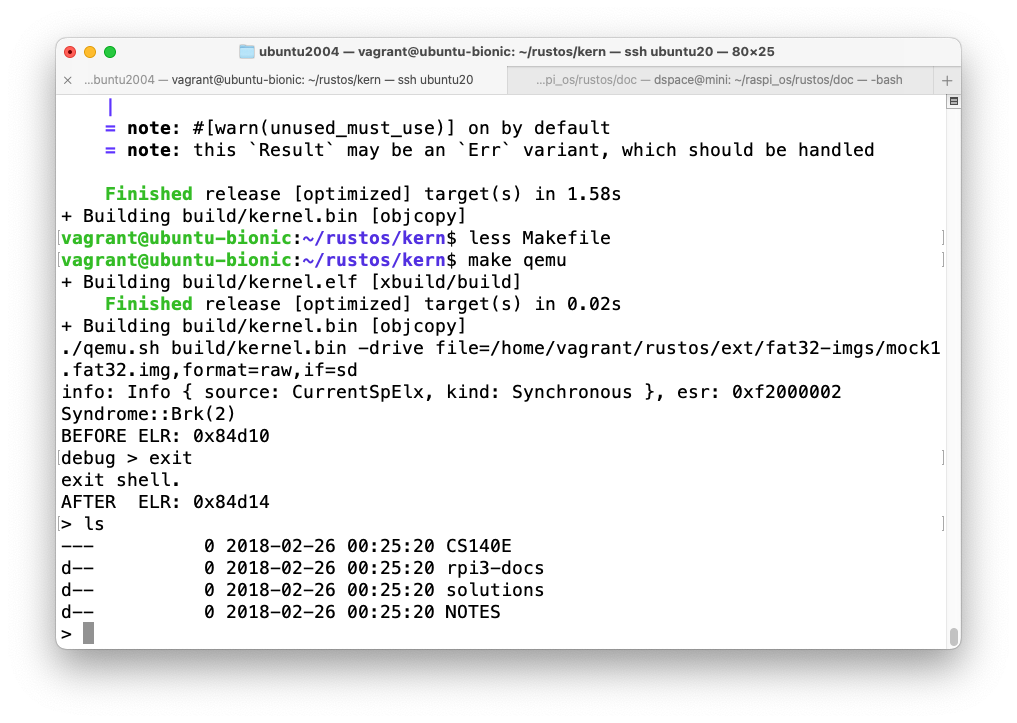 ubuntu2004 — vagrant@ubuntu-bionic: ~/rustos/kern — ssh ubuntu20 — 80×25
...buntu2004 — vagrant@ubuntu-bionic: ~/rustos/kern — ssh ubuntu20
...pi_os/rustos/doc — dspace@mini: ~/raspi_os/rustos/doc — -bash
|
= note: #[warn(unused_must_use)] on by default
= note: this `Result` may be an `Err` variant, which should be handled
Finished release [optimized] target(s) in 1.58s
+ Building build/kernel.bin [objcopy]
[vagrant@ubuntu-bionic:~/rustos/kern$ less Makefile ]
[vagrant@ubuntu-bionic:~/rustos/kern$ make qemu ]
+ Building build/kernel.elf [xbuild/build]
Finished release [optimized] target(s) in 0.02s
+ Building build/kernel.bin [objcopy]
./qemu.sh build/kernel.bin -drive file=/home/vagrant/rustos/ext/fat32-imgs/mock1
.fat32.img,format=raw,if=sd
info: Info { source: CurrentSpElx, kind: Synchronous }, esr: 0xf2000002
Syndrome::Brk(2)
BEFORE ELR: 0x84d10
[debug > exit ]
exit shell.
AFTER  ELR: 0x84d14
[> ls ]
---          0 2018-02-26 00:25:20 CS140E
d--          0 2018-02-26 00:25:20 rpi3-docs
d--          0 2018-02-26 00:25:20 solutions
d--          0 2018-02-26 00:25:20 NOTES
>